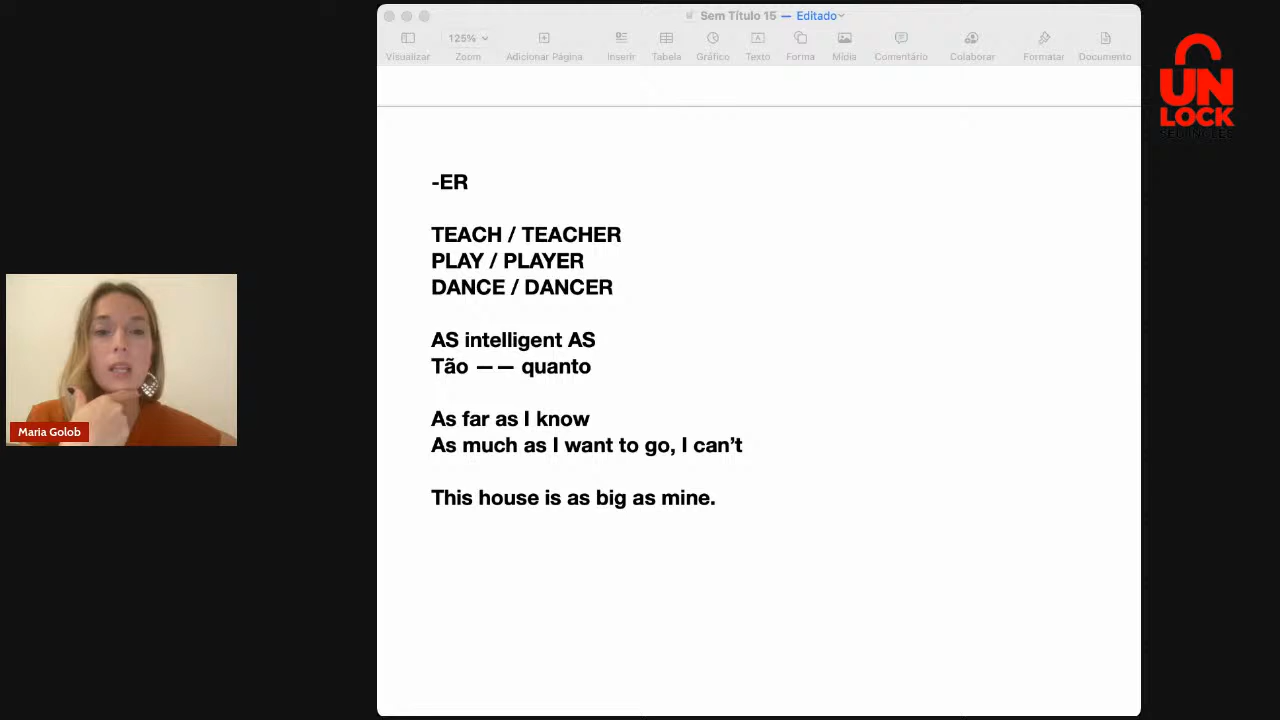 Sem Título 15 — Editado
125%
Visualizar
Zoom
Adicionar Página
Inserir
Tabela
Gráfico
Texto
Forma
Mídia
Comentário
Colaborar
Formatar
Documento
UN
LOCK
SEU INGLÊS
-ER
TEACH / TEACHER
PLAY / PLAYER
DANCE / DANCER
AS intelligent AS
Tão —— quanto
As far as I know
As much as I want to go, I can’t
This house is as big as mine.
Maria Golob